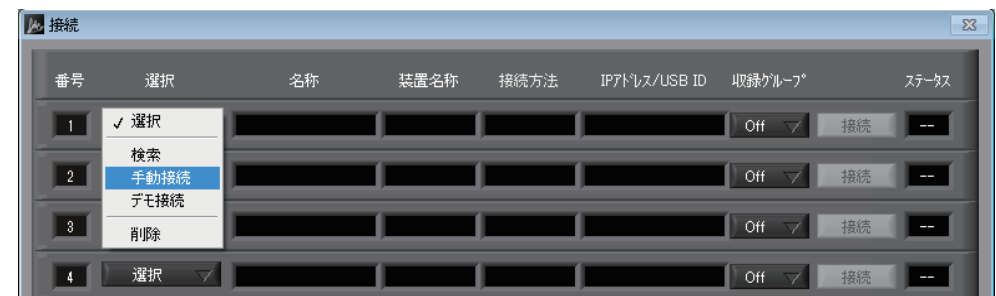 接続
番号 選択 名称 装置名称 接続方法 IPアドレス/USB ID 収録グループ ステータス
1 ✓ 選択 Off 接続 --
検索
2 手動接続 Off 接続 --
デモ接続
3 削除 Off 接続 --
4 選択 Off 接続 --